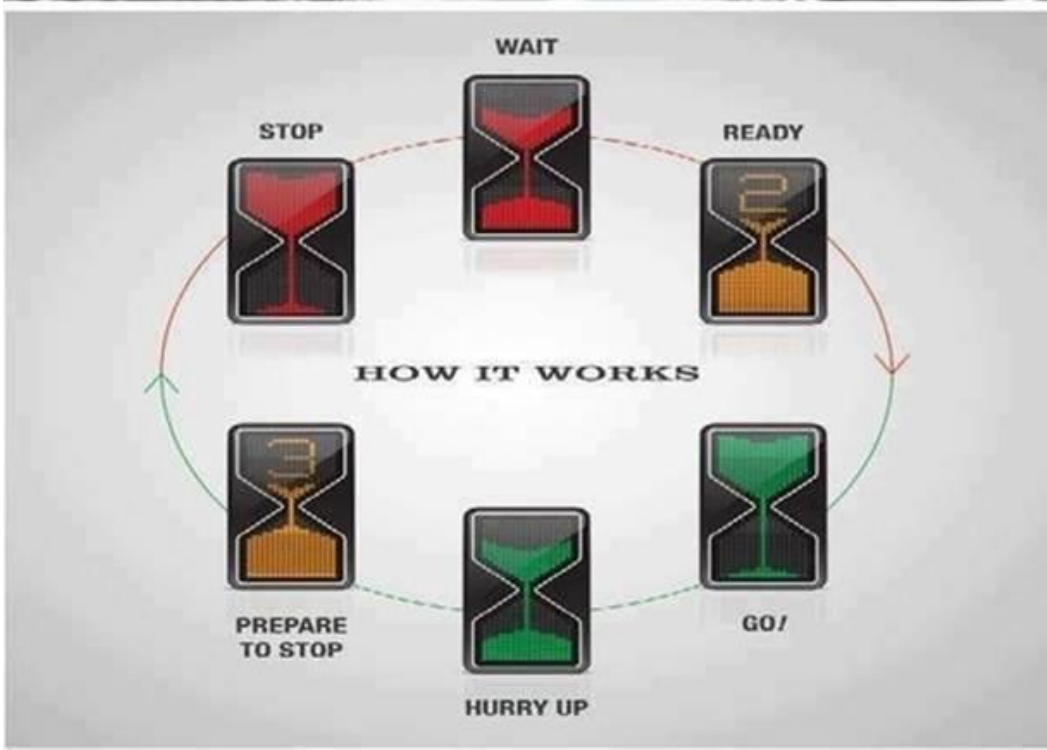 WAIT
STOP
READY
2
HOW IT WORKS
3
PREPARE
TO STOP
GO!
HURRY UP